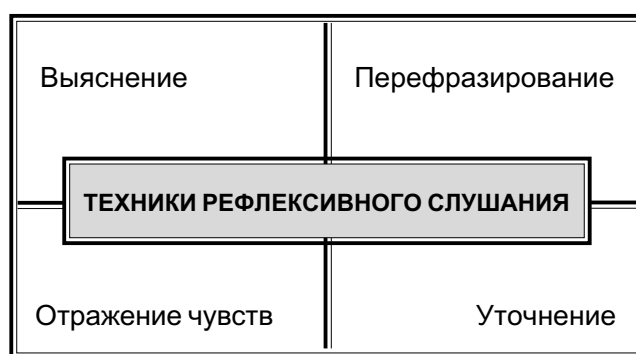 Выяснение
Перефразирование
ТЕХНИКИ РЕФЛЕКСИВНОГО СЛУШАНИЯ
Отражение чувств
Уточнение